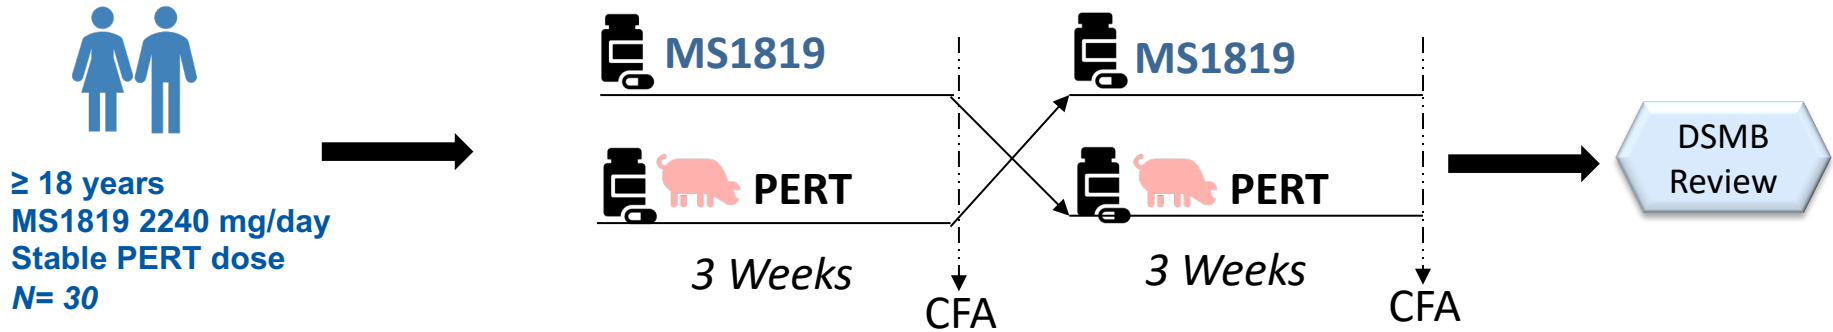 ≥ 18 years
MS1819 2240 mg/day
Stable PERT dose
N= 30
MS1819
PERT
3 Weeks
CFA
MS1819
PERT
3 Weeks
CFA
DSMB
Review